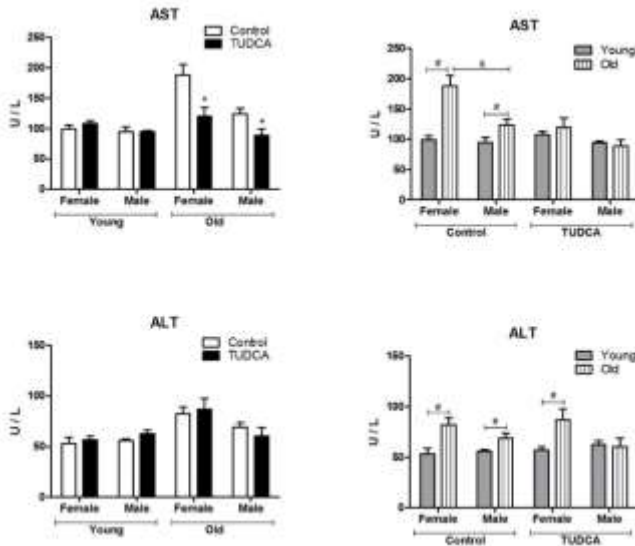 AST
Control
TUDCA
U / L
250
200
150
100
50
0
*
*
Female Male Female Male
Young Old
AST
Young
Old
U / L
250
200
150
100
50
0
# &
#
Female Male Female Male
Control TUDCA
ALT
Control
TUDCA
U / L
150
100
50
0
Female Male Female Male
Young Old
ALT
Young
Old
U / L
150
100
50
0
# # #
Female Male Female Male
Control TUDCA